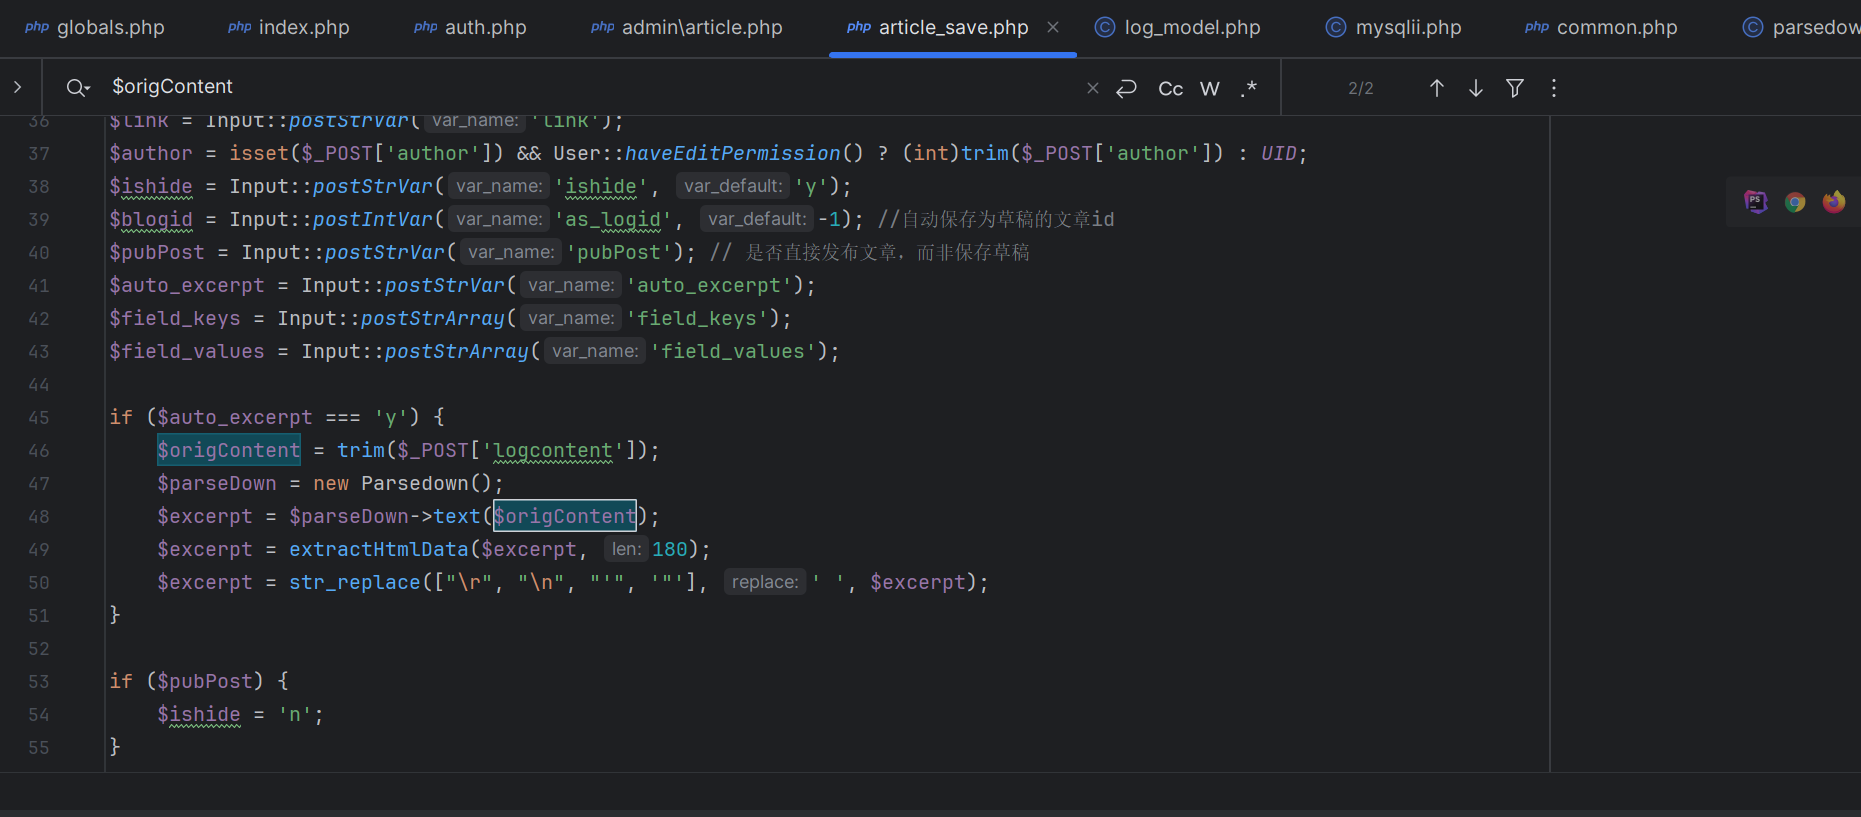 php globals.php php index.php php auth.php php admin\article.php php article_save.php × C log_model.php C mysqlii.php php common.php C parsedow
$origContent × Cc W .* 2/2
36 $link = Input::postStrVar( var_name: 'link');
37 $author = isset($_POST['author']) && User::haveEditPermission() ? (int)trim($_POST['author']) : UID;
38 $ishide = Input::postStrVar( var_name: 'ishide', var_default: 'y');
39 $blogid = Input::postIntVar( var_name: 'as_logid', var_default: -1); //自动保存为草稿的文章id
40 $pubPost = Input::postStrVar( var_name: 'pubPost'); // 是否直接发布文章，而非保存草稿
41 $auto_excerpt = Input::postStrVar( var_name: 'auto_excerpt');
42 $field_keys = Input::postStrArray( var_name: 'field_keys');
43 $field_values = Input::postStrArray( var_name: 'field_values');
44
45 if ($auto_excerpt === 'y') {
46 $origContent = trim($_POST['logcontent']);
47 $parseDown = new Parsedown();
48 $excerpt = $parseDown->text($origContent);
49 $excerpt = extractHtmlData($excerpt, len: 180);
50 $excerpt = str_replace(["\r", "\n", "'", '"'], replace: ' ', $excerpt);
51 }
52
53 if ($pubPost) {
54 $ishide = 'n';
55 }